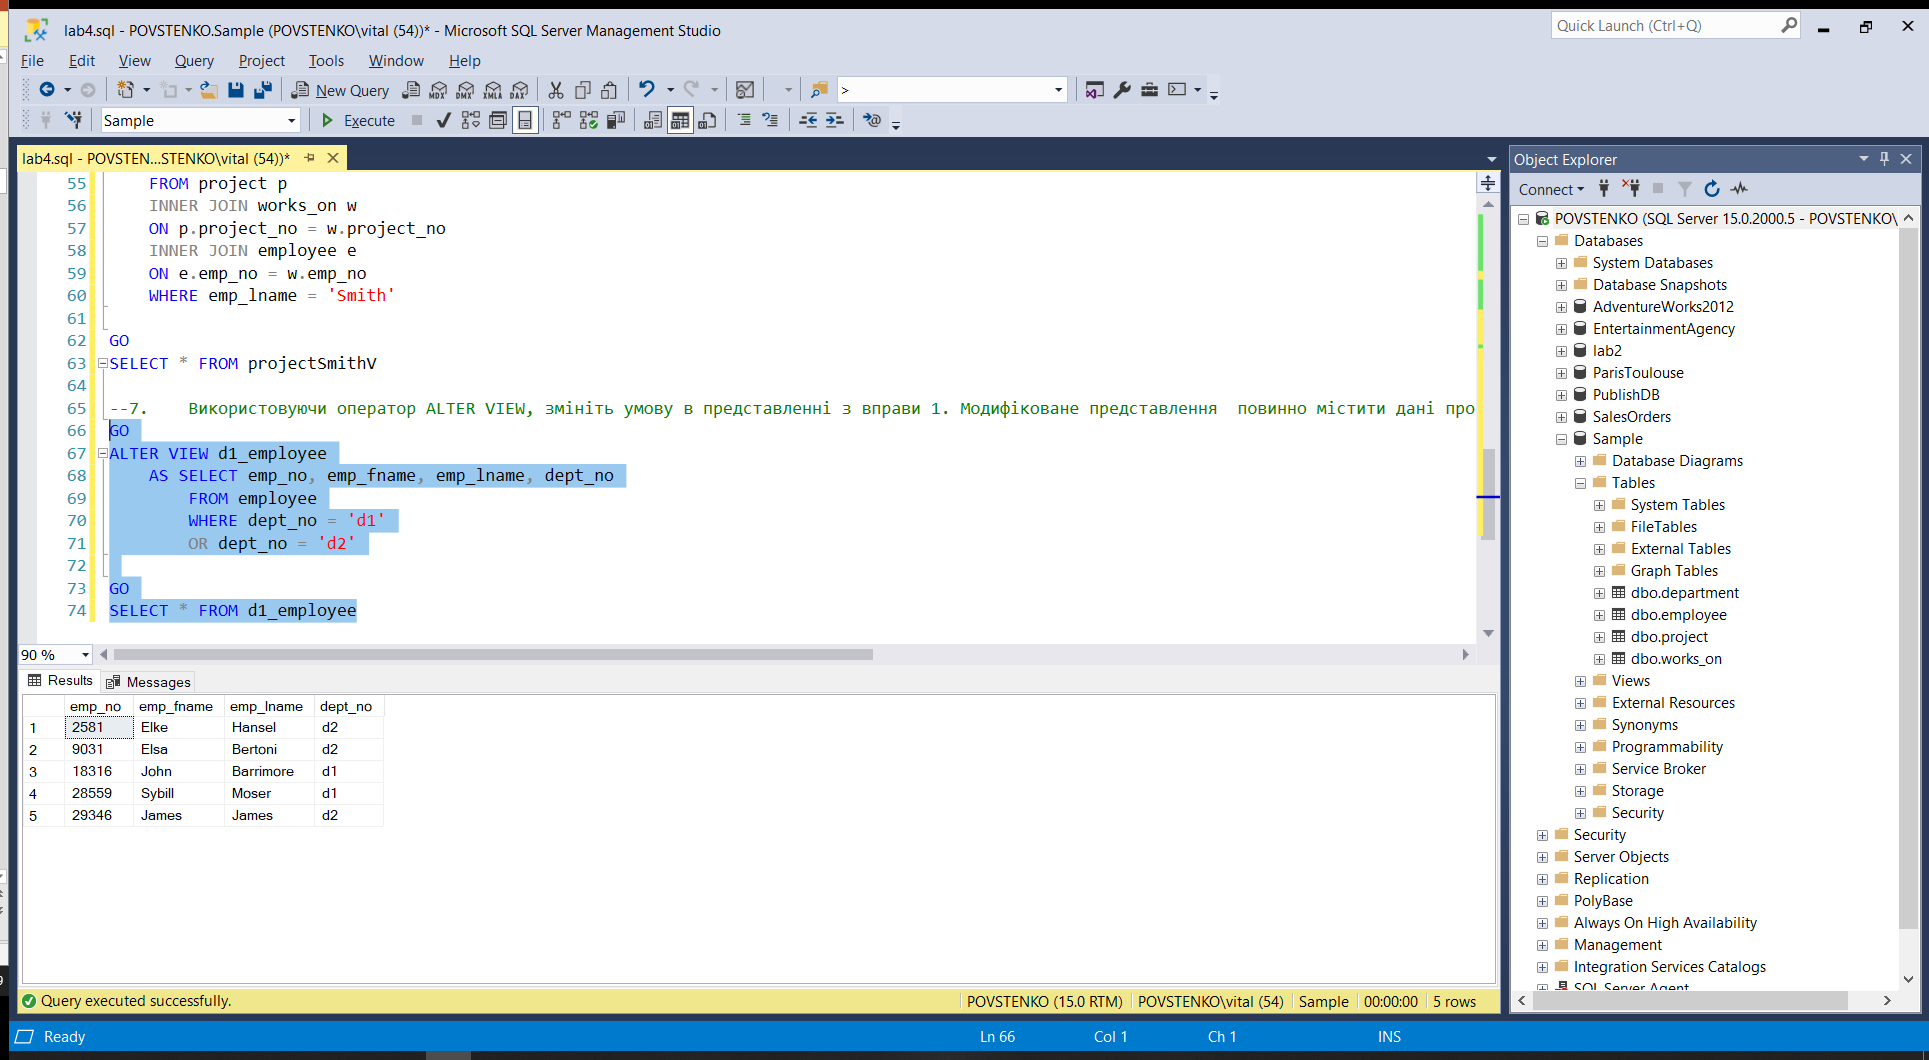 lab4.sql - POVSTENKO.Sample (POVSTENKO\vital (54))* - Microsoft SQL Server Management Studio
Quick Launch (Ctrl+Q)
File Edit View Query Project Tools Window Help
New Query MDX DMX XMLA DAX >
Sample Execute
lab4.sql - POVSTEN...STENKO\vital (54))*
55 FROM project p
56 INNER JOIN works_on w
57 ON p.project_no = w.project_no
58 INNER JOIN employee e
59 ON e.emp_no = w.emp_no
60 WHERE emp_lname = 'Smith'
61
62 GO
63 SELECT * FROM projectSmithV
64
65 --7. Використовуючи оператор ALTER VIEW, змініть умову в представленні з вправи 1. Модифіковане представлення повинно містити дані про
66 GO
67 ALTER VIEW d1_employee
68 AS SELECT emp_no, emp_fname, emp_lname, dept_no
69 FROM employee
70 WHERE dept_no = 'd1'
71 OR dept_no = 'd2'
72
73 GO
74 SELECT * FROM d1_employee
90 %
Results Messages
emp_no emp_fname emp_lname dept_no
1 2581 Elke Hansel d2
2 9031 Elsa Bertoni d2
3 18316 John Barrimore d1
4 28559 Sybill Moser d1
5 29346 James James d2
Query executed successfully. POVSTENKO (15.0 RTM) POVSTENKO\vital (54) Sample 00:00:00 5 rows
Object Explorer
Connect
POVSTENKO (SQL Server 15.0.2000.5 - POVSTENKO\
Databases
System Databases
Database Snapshots
AdventureWorks2012
EntertainmentAgency
lab2
ParisToulouse
PublishDB
SalesOrders
Sample
Database Diagrams
Tables
System Tables
FileTables
External Tables
Graph Tables
dbo.department
dbo.employee
dbo.project
dbo.works_on
Views
External Resources
Synonyms
Programmability
Service Broker
Storage
Security
Security
Server Objects
Replication
PolyBase
Always On High Availability
Management
Integration Services Catalogs
SQL Server Agent
Ready Ln 66 Col 1 Ch 1 INS